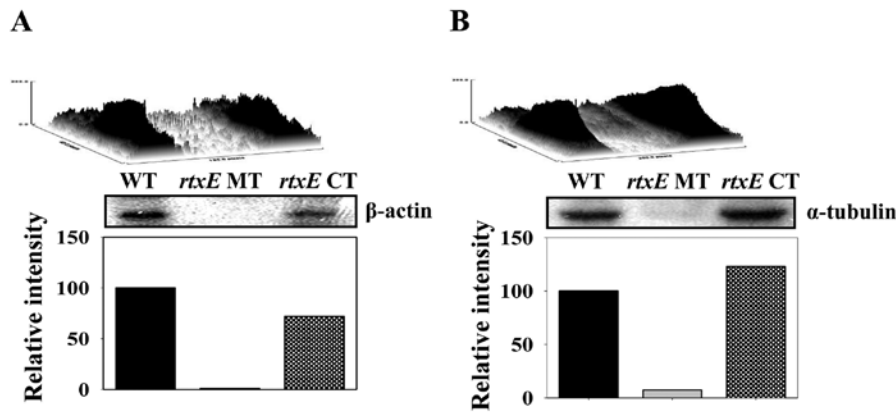 A
WT rtxE MT rtxE CT
β-actin
Relative intensity
150
100
50
0
B
WT rtxE MT rtxE CT
α-tubulin
Relative intensity
150
100
50
0